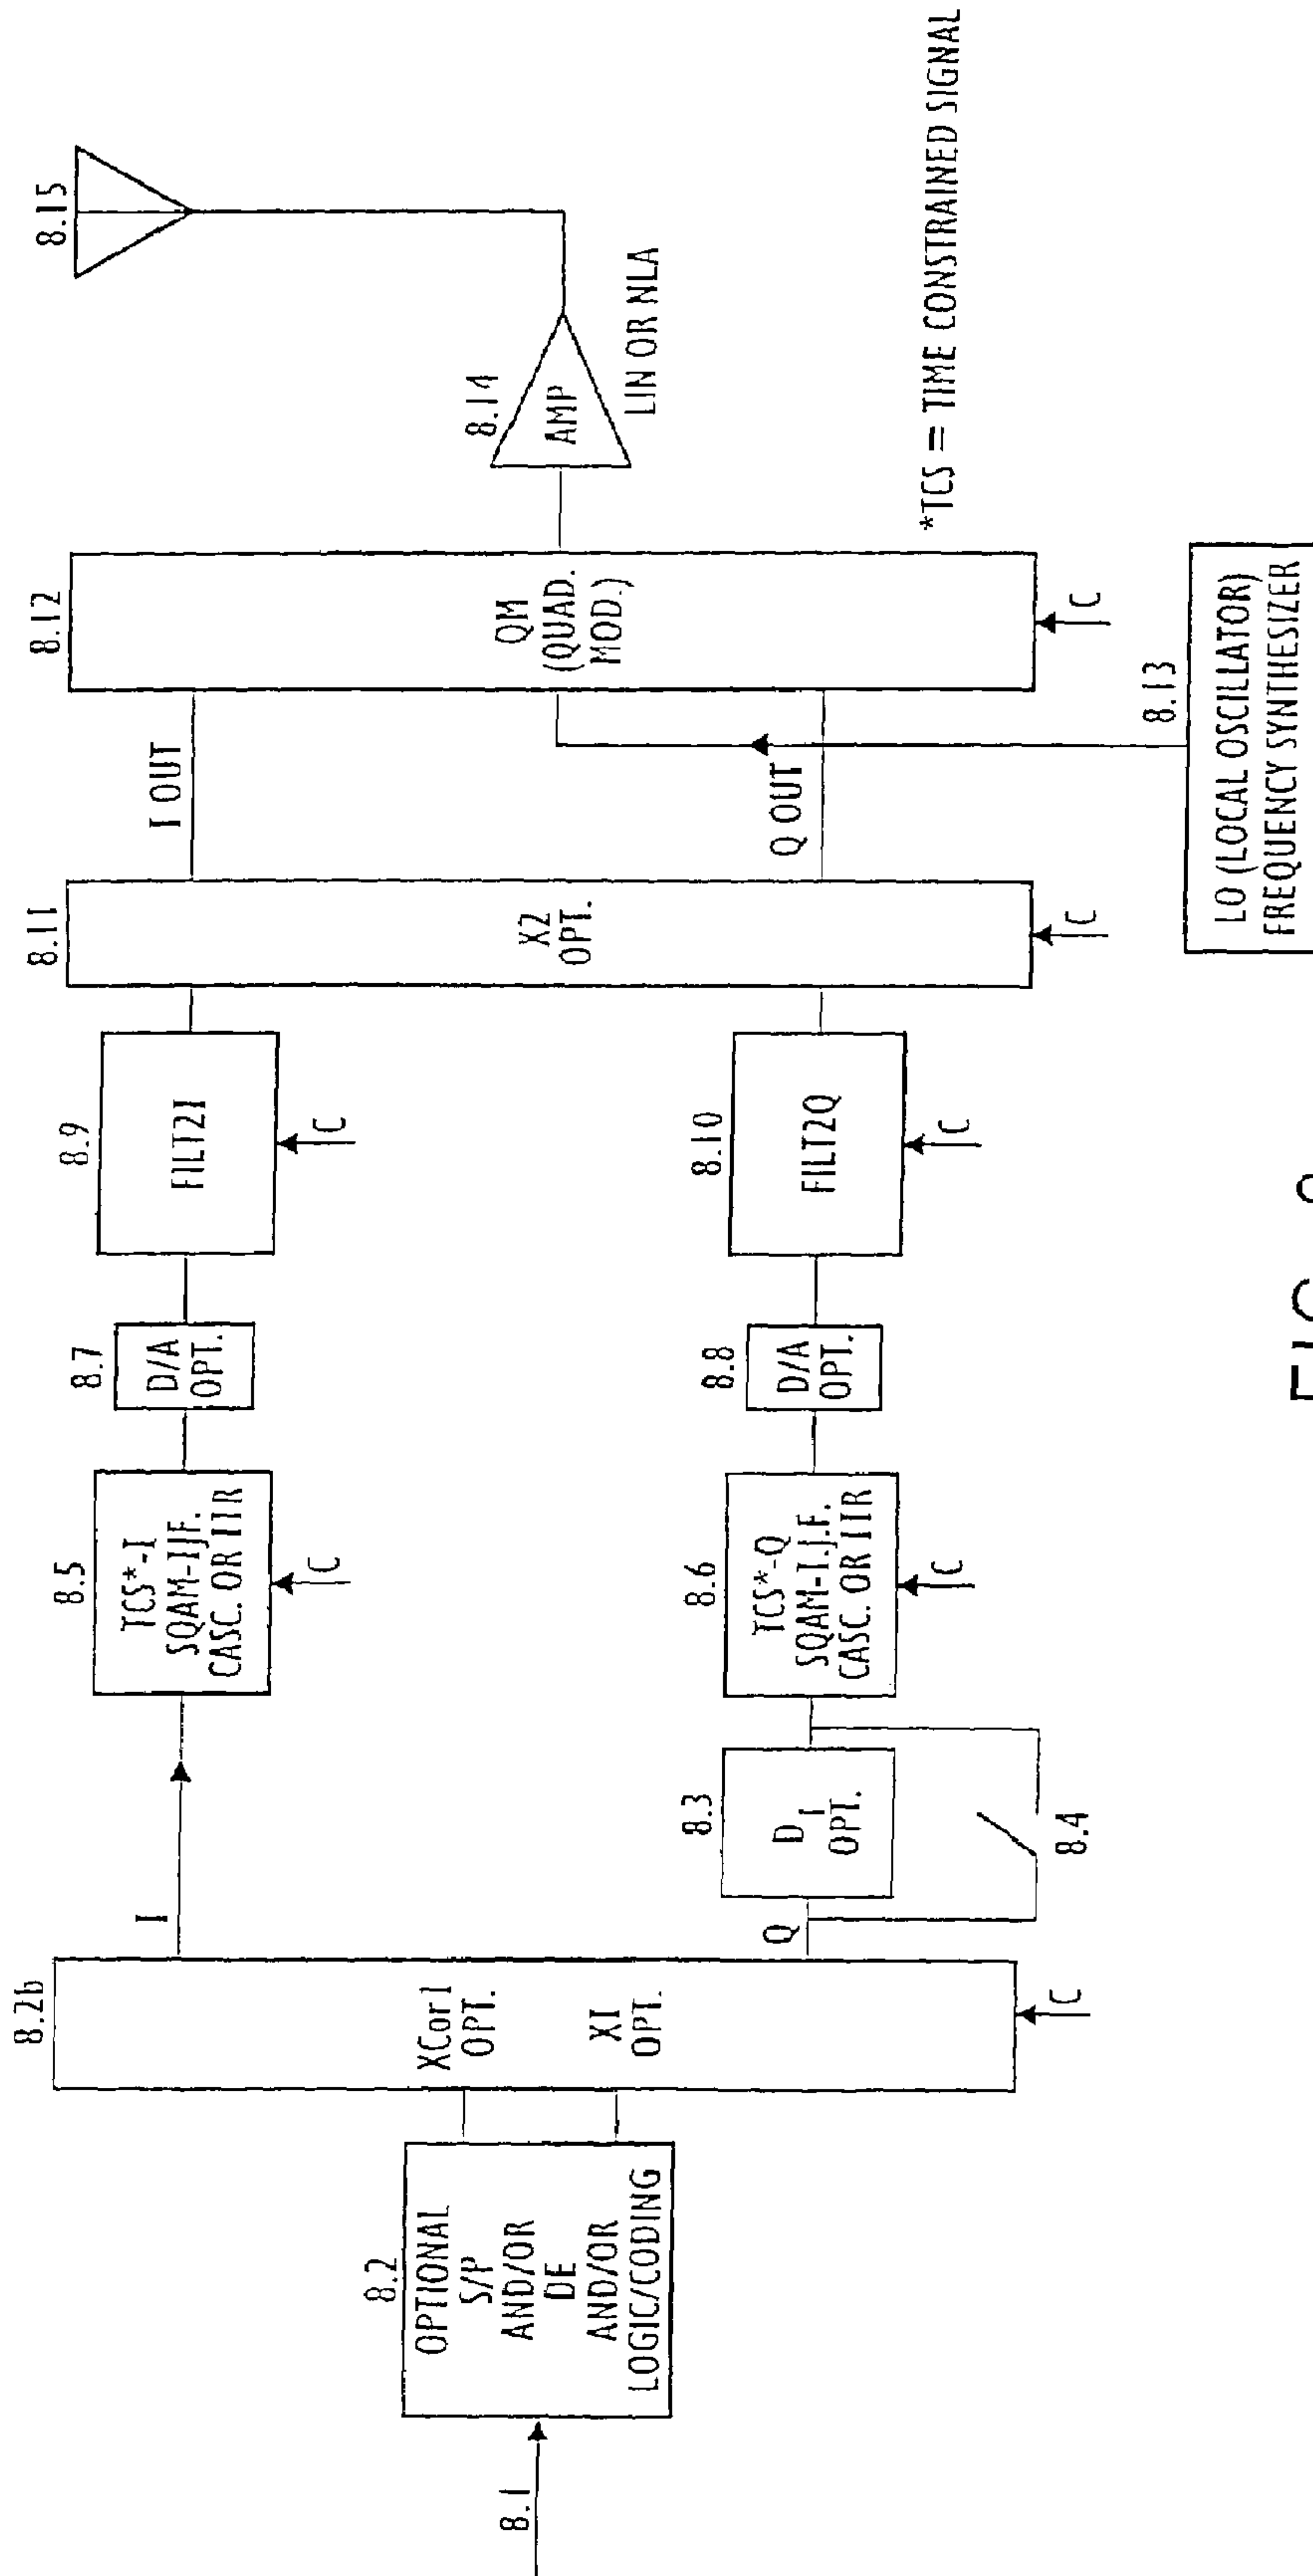 8.1
8.2
OPTIONAL
S/P
AND/OR
DE
AND/OR
LOGIC/CODING
8.2b
XCor1
OPT.
X1
OPT.
C
I
Q
8.3
D1
OPT.
8.4
8.5
TCS*-I
SQAM-IJF.
CASC. OR IIR
C
8.6
TCS*-Q
SQAM-I.J.F.
CASC. OR IIR
C
8.7
D/A
OPT.
8.8
D/A
OPT.
8.9
FILT2I
C
8.10
FILT2Q
C
8.11
X2
OPT.
C
I OUT
Q OUT
8.12
QM
(QUAD.
MOD.)
C
8.13
LO (LOCAL OSCILLATOR)
FREQUENCY SYNTHESIZER
8.14
AMP
LIN OR NLA
8.15
*TCS = TIME CONSTRAINED SIGNAL